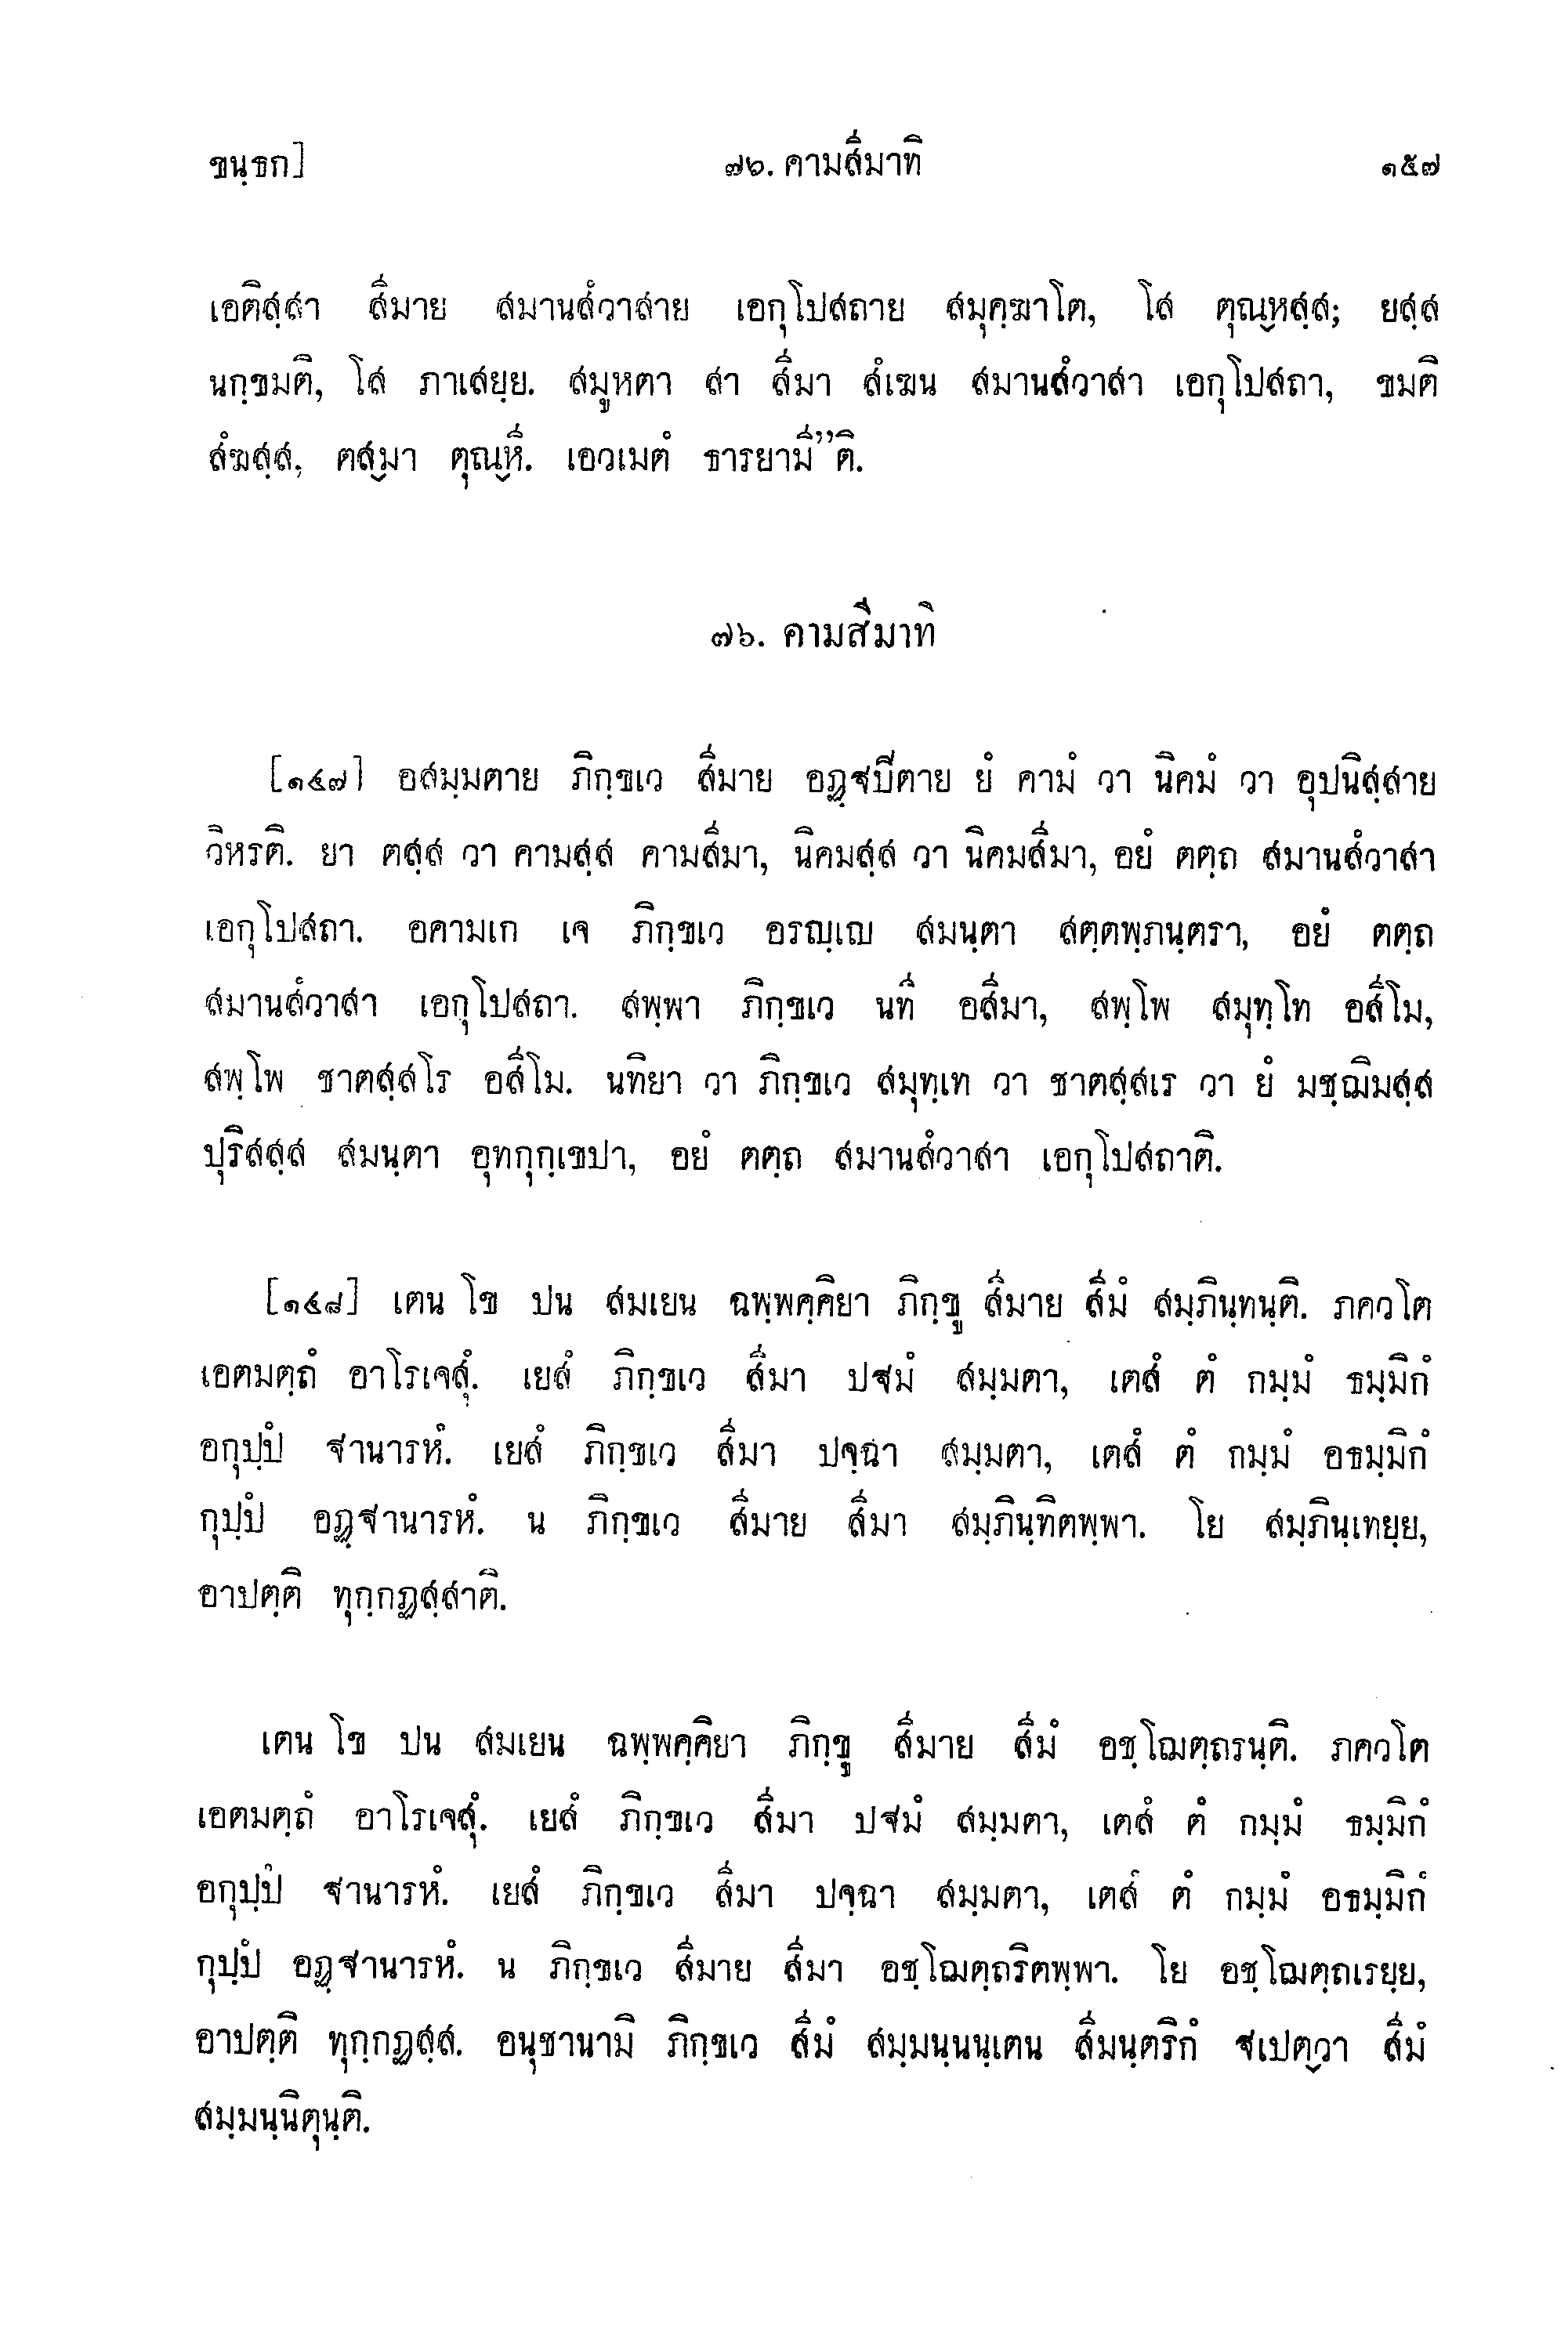 ขนฺธก] ๗๖. คามสีมาทิ ๑๕๗
เอติสฺสา สีมาย สมานสํวาสาย เอกุโปสถาย สมุคฺฆาโต, โส ตุณฺหสฺส; ยสฺส
นกฺขมติ, โส ภาเสยฺย. สมูหตา สา สีมา สํเฆน สมานสํวาสา เอกุโปสถา, ขมติ
สํฆสฺส, ตสฺมา ตุณฺหี. เอวเมตํ ธารยามี”ติ.
๗๖. คามสีมาทิ
[๑๔๗] อสมฺมตาย ภิกฺขเว สีมาย อฏฺฐปีตาย ยํ คามํ วา นิคมํ วา อุปนิสฺสาย
วิหรติ. ยา ตสฺส วา คามสฺส คามสีมา, นิคมสฺส วา นิคมสีมา, อยํ ตตฺถ สมานสํวาสา
เอกุโปสถา. อคามเก เจ ภิกฺขเว อรญฺเญ สมนฺตา สตฺตพฺภนฺตรา, อยํ ตตฺถ
สมานสํวาสา เอกุโปสถา. สพฺพา ภิกฺขเว นที อสีมา, สพฺโพ สมุทฺโท อสีโม,
สพฺโพ ชาตสฺสโร อสีโม. นทิยา วา ภิกฺขเว สมุทฺเท วา ชาตสฺสเร วา ยํ มชฺฌิมสฺส
ปุริสสฺส สมนฺตา อุทกุกฺเขปา, อยํ ตตฺถ สมานสํวาสา เอกุโปสถาติ.
[๑๔๘] เตน โข ปน สมเยน ฉพฺพคฺคิยา ภิกฺขู สีมาย สีมํ สมฺภินฺทนฺติ. ภควโต
เอตมตฺถํ อาโรเจสุํ. เยสํ ภิกฺขเว สีมา ปฐมํ สมฺมตา, เตสํ ตํ กมฺมํ ธมฺมิกํ
อกุปฺปํ ฐานารหํ. เยสํ ภิกฺขเว สีมา ปจฺฉา สมฺมตา, เตสํ ตํ กมฺมํ อธมฺมิกํ
กุปฺปํ อฏฺฐานารหํ. น ภิกฺขเว สีมาย สีมา สมฺภินฺทิตพฺพา. โย สมฺภินฺเทยฺย,
อาปตฺติ ทุกฺกฏสฺสาติ.
เตน โข ปน สมเยน ฉพฺพคฺคิยา ภิกฺขู สีมาย สีมํ อชฺโฌตฺถรนฺติ. ภควโต
เอตมตฺถํ อาโรเจสุํ. เยสํ ภิกฺขเว สีมา ปฐมํ สมฺมตา, เตสํ ตํ กมฺมํ ธมฺมิกํ
อกุปฺปํ ฐานารหํ. เยสํ ภิกฺขเว สีมา ปจฺฉา สมฺมตา, เตสํ ตํ กมฺมํ อธมฺมิกํ
กุปฺปํ อฏฺฐานารหํ. น ภิกฺขเว สีมาย สีมา อชฺโฌตฺถริตพฺพา. โย อชฺโฌตฺถเรยฺย,
อาปตฺติ ทุกฺกฏสฺส. อนุชานามิ ภิกฺขเว สีมํ สมฺมนฺนนฺเตน สีมนฺตริกํ ฐเปตฺวา สีมํ
สมฺมนฺนิตุนฺติ.